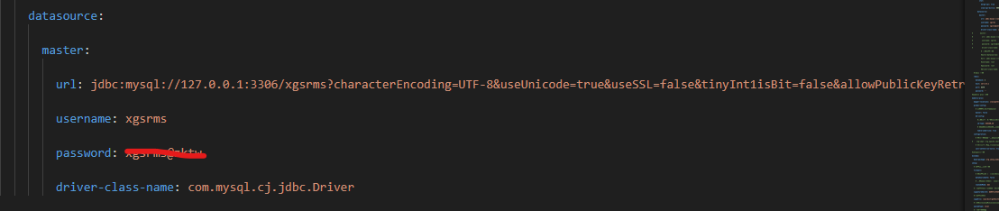 datasource:
master:
url: jdbc:mysql://127.0.0.1:3306/xgsrms?characterEncoding=UTF-8&useUnicode=true&useSSL=false&tinyInt1isBit=false&allowPublicKeyRetr
username: xgsrms
password:
driver-class-name: com.mysql.cj.jdbc.Driver